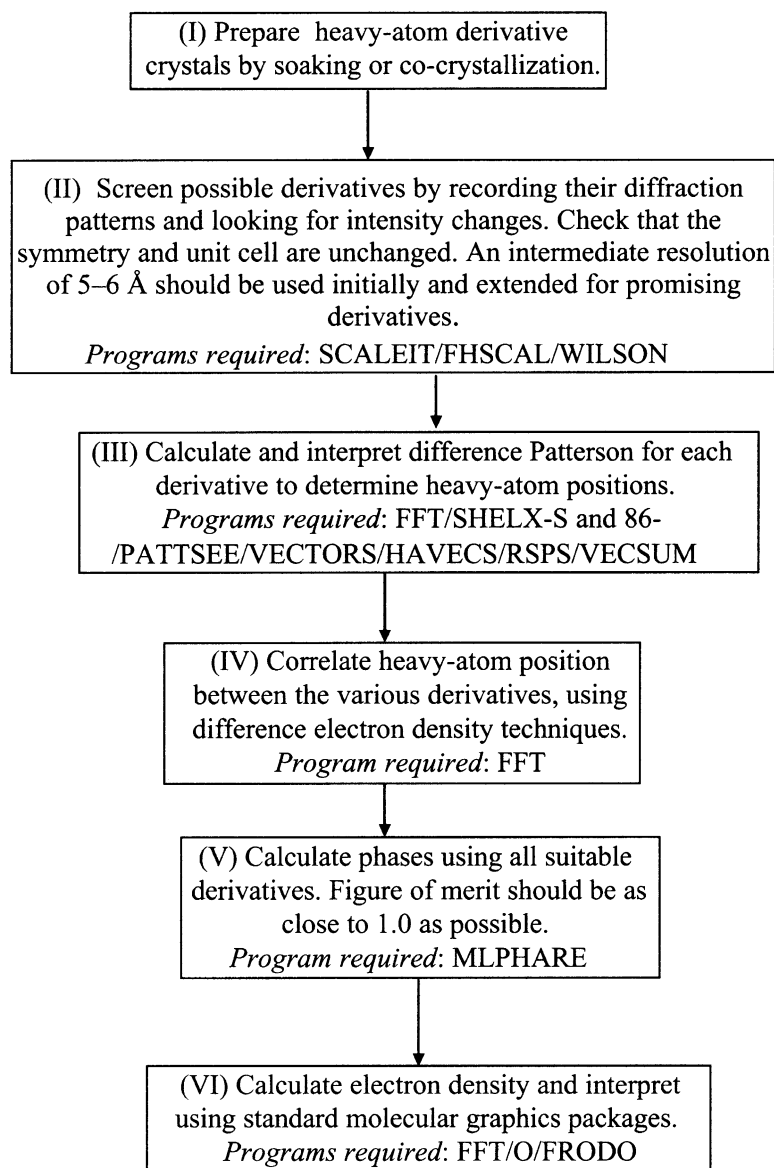 (I) Prepare heavy-atom derivative
crystals by soaking or co-crystallization.
(II) Screen possible derivatives by recording their diffraction
patterns and looking for intensity changes. Check that the
symmetry and unit cell are unchanged. An intermediate resolution
of 5–6 Å should be used initially and extended for promising
derivatives.
Programs required: SCALEIT/FHSCAL/WILSON
(III) Calculate and interpret difference Patterson for each
derivative to determine heavy-atom positions.
Programs required: FFT/SHELX-S and 86-
/PATTSEE/VECTORS/HAVECS/RSPS/VECSUM
(IV) Correlate heavy-atom position
between the various derivatives, using
difference electron density techniques.
Program required: FFT
(V) Calculate phases using all suitable
derivatives. Figure of merit should be as
close to 1.0 as possible.
Program required: MLPHARE
(VI) Calculate electron density and interpret
using standard molecular graphics packages.
Programs required: FFT/O/FRODO